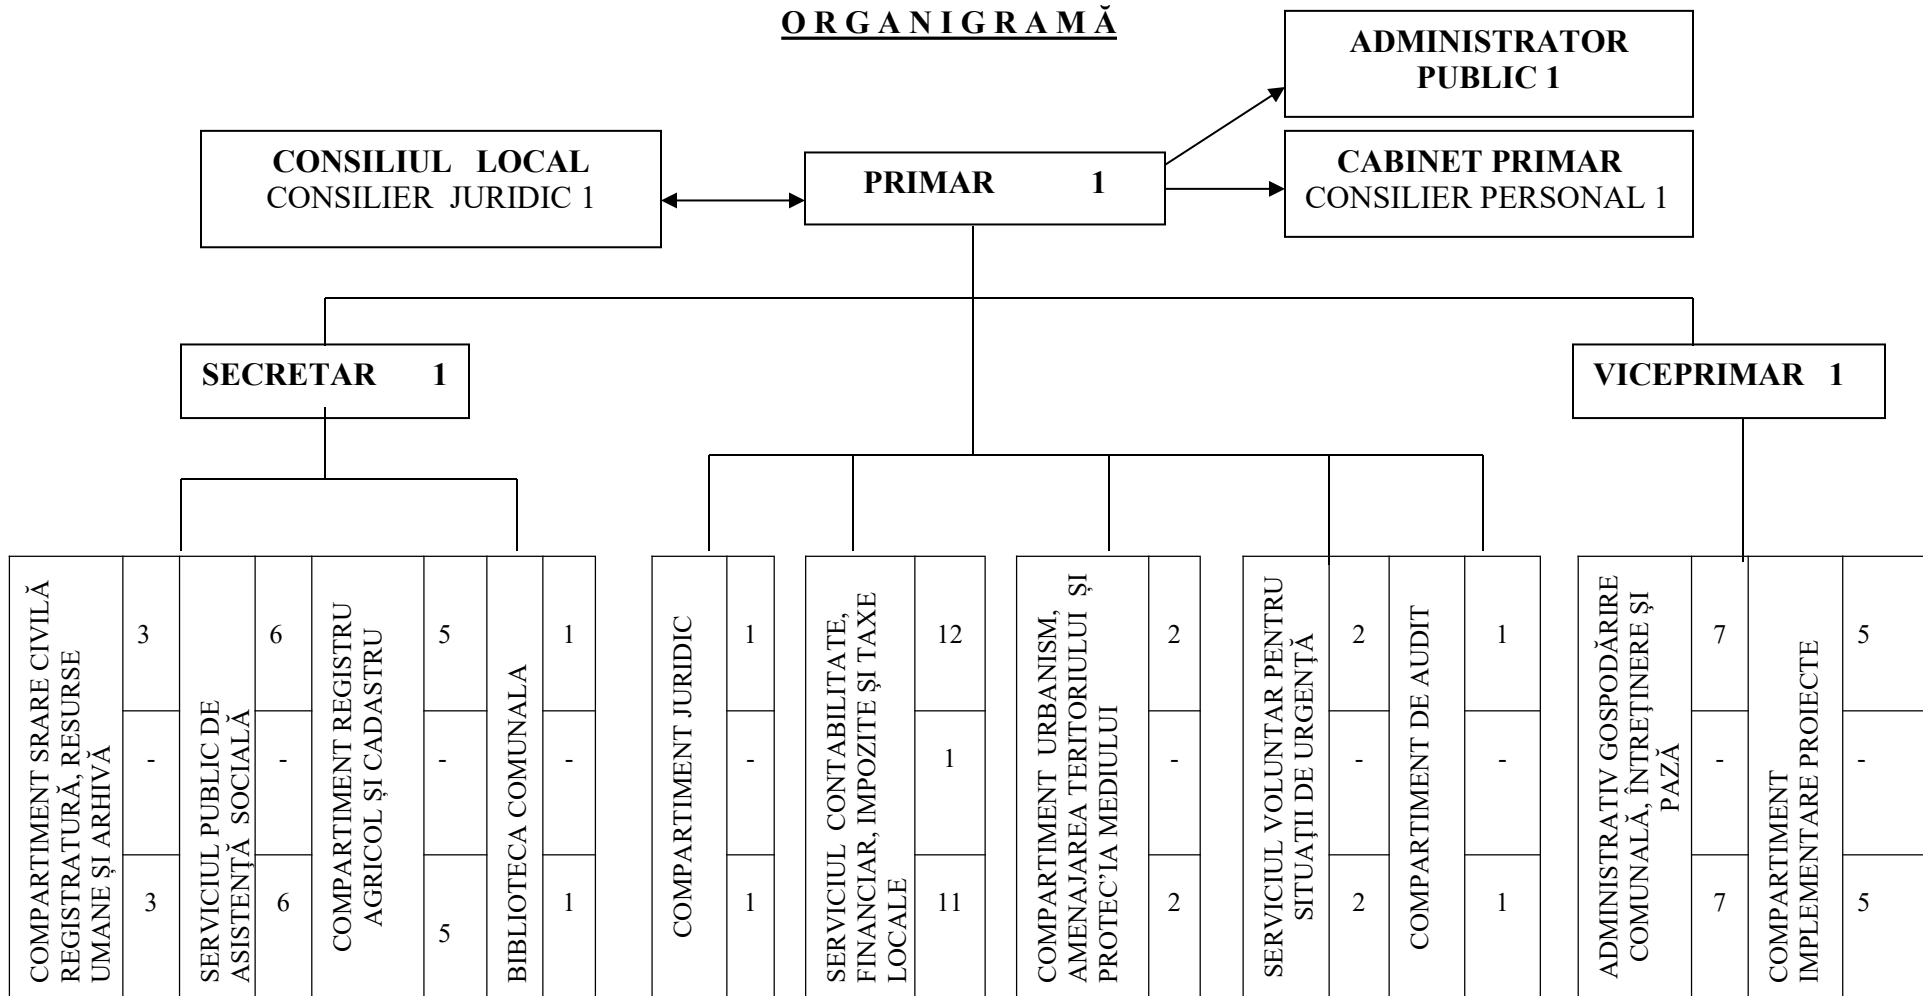 O R G A N I G R A M Ă
ADMINISTRATOR
PUBLIC 1
CONSILIUL LOCAL
CONSILIER JURIDIC 1
PRIMAR 1
CABINET PRIMAR
CONSILIER PERSONAL 1
SECRETAR 1
VICEPRIMAR 1
COMPARTIMENT SRARE CIVILĂ
REGISTRATURĂ, RESURSE
UMANE ȘI ARHIVĂ
3
-
3
SERVICIUL PUBLIC DE
ASISTENȚĂ SOCIALĂ
6
-
6
COMPARTIMENT REGISTRU
AGRICOL ȘI CADASTRU
5
-
5
BIBLIOTECA COMUNALA
1
-
1
COMPARTIMENT JURIDIC
1
-
1
SERVICIUL CONTABILITATE,
FINANCIAR, IMPOZITE ȘI TAXE
LOCALE
12
1
11
COMPARTIMENT URBANISM,
AMENAJAREA TERITORIULUI ȘI
PROTEC'IA MEDIULUI
2
-
2
SERVICIUL VOLUNTAR PENTRU
SITUAȚII DE URGENȚĂ
2
-
2
COMPARTIMENT DE AUDIT
1
-
1
ADMINISTRATIV GOSPODĂRIRE
COMUNALĂ, ÎNTREȚINERE ȘI
PAZĂ
7
-
7
COMPARTIMENT
IMPLEMENTARE PROIECTE
5
-
5